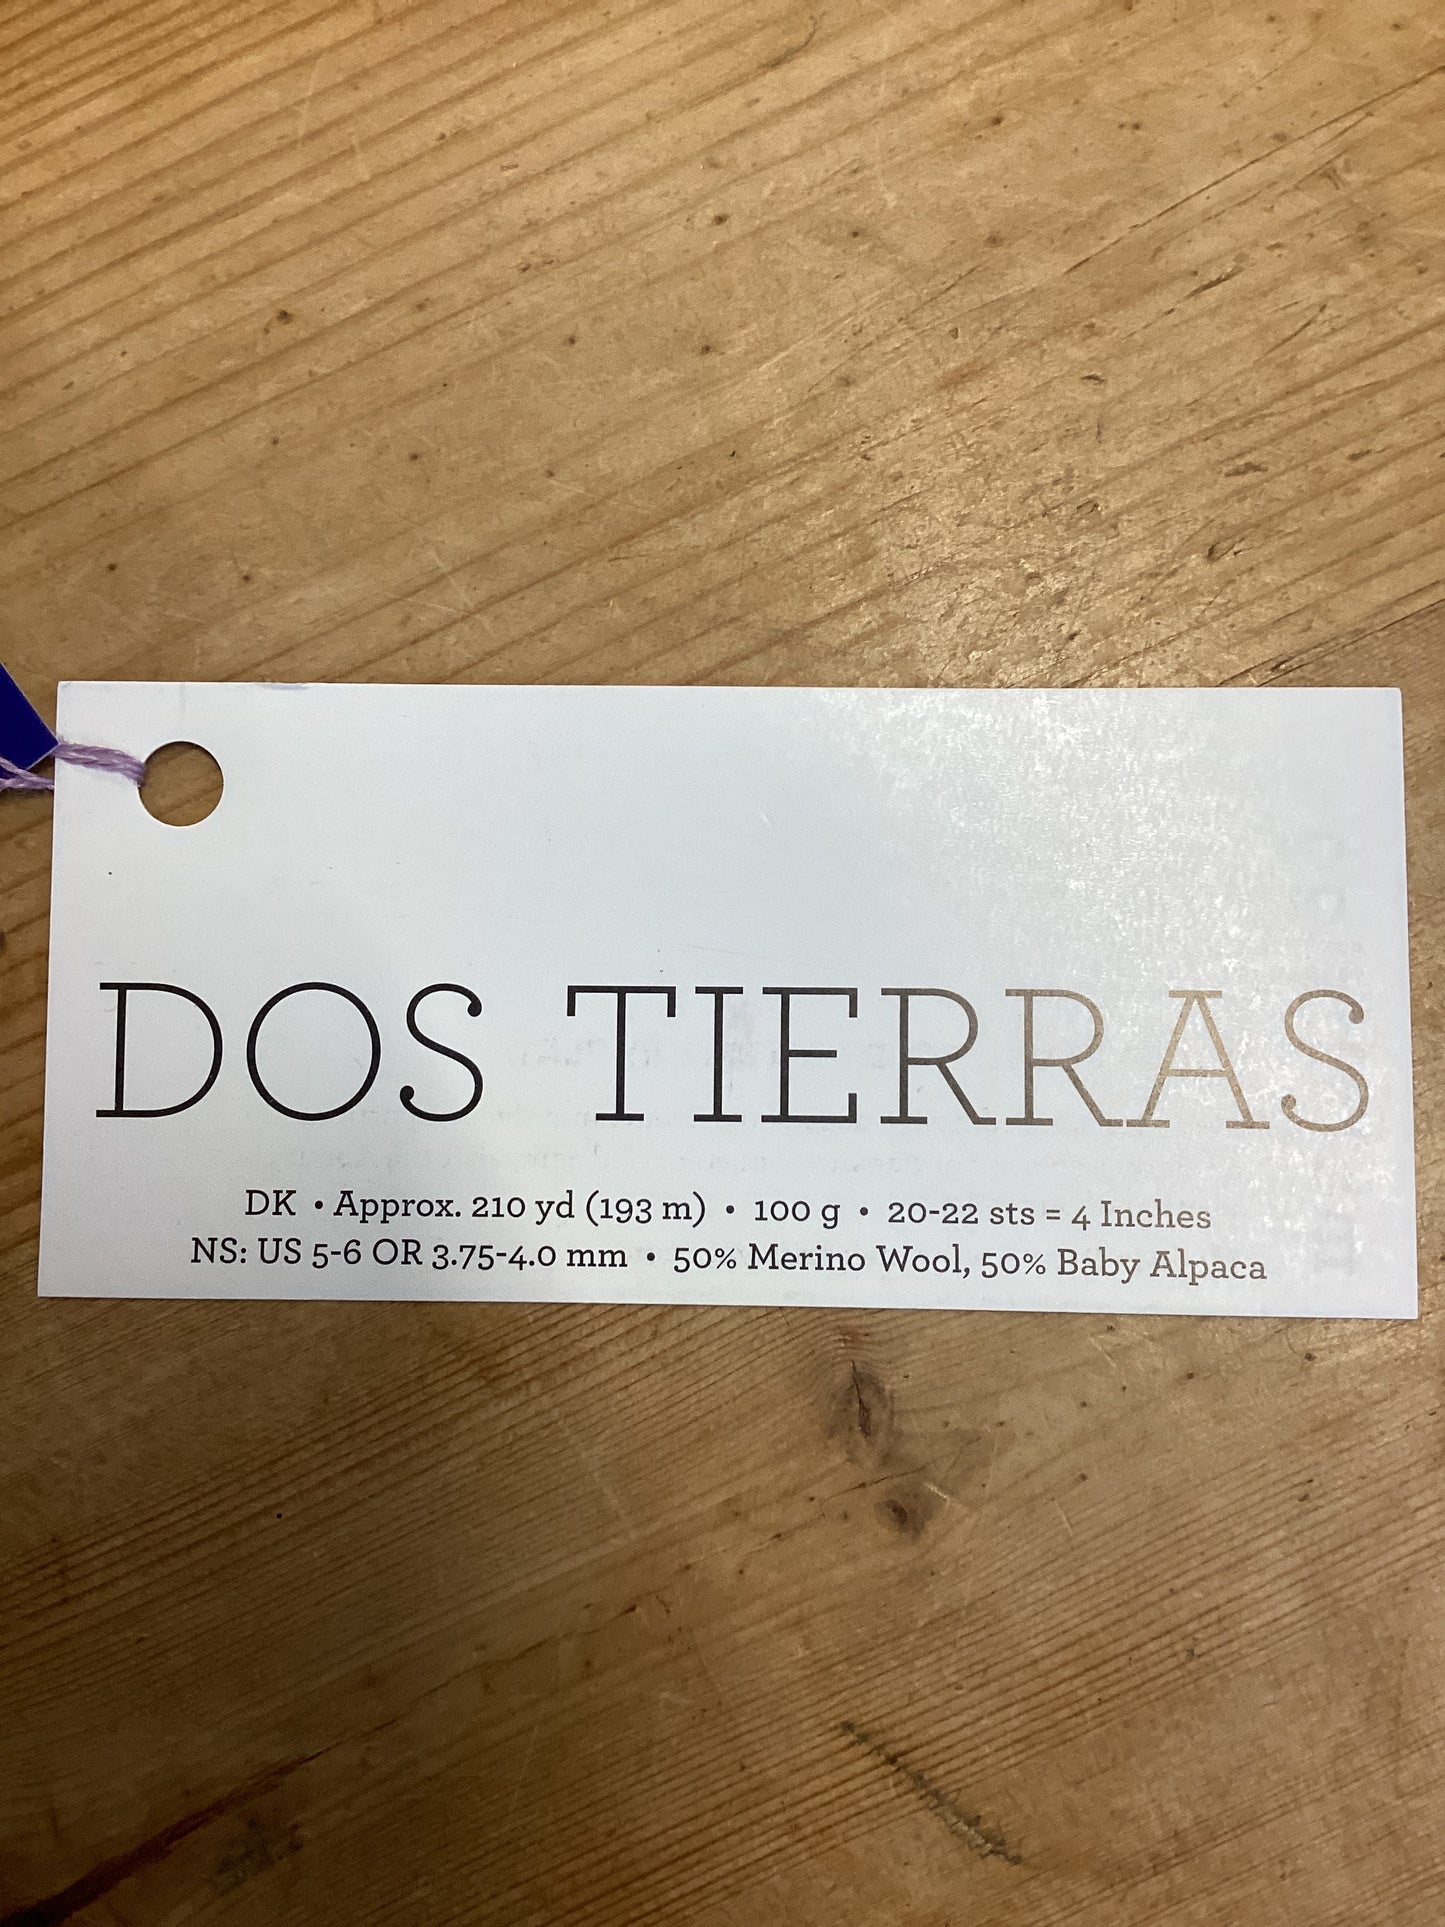 DOS TIERRAS
DK • Approx. 210 yd (193 m) • 100 g • 20-22 sts = 4 Inches
NS: US 5-6 OR 3.75-4.0 mm • 50% Merino Wool, 50% Baby Alpaca